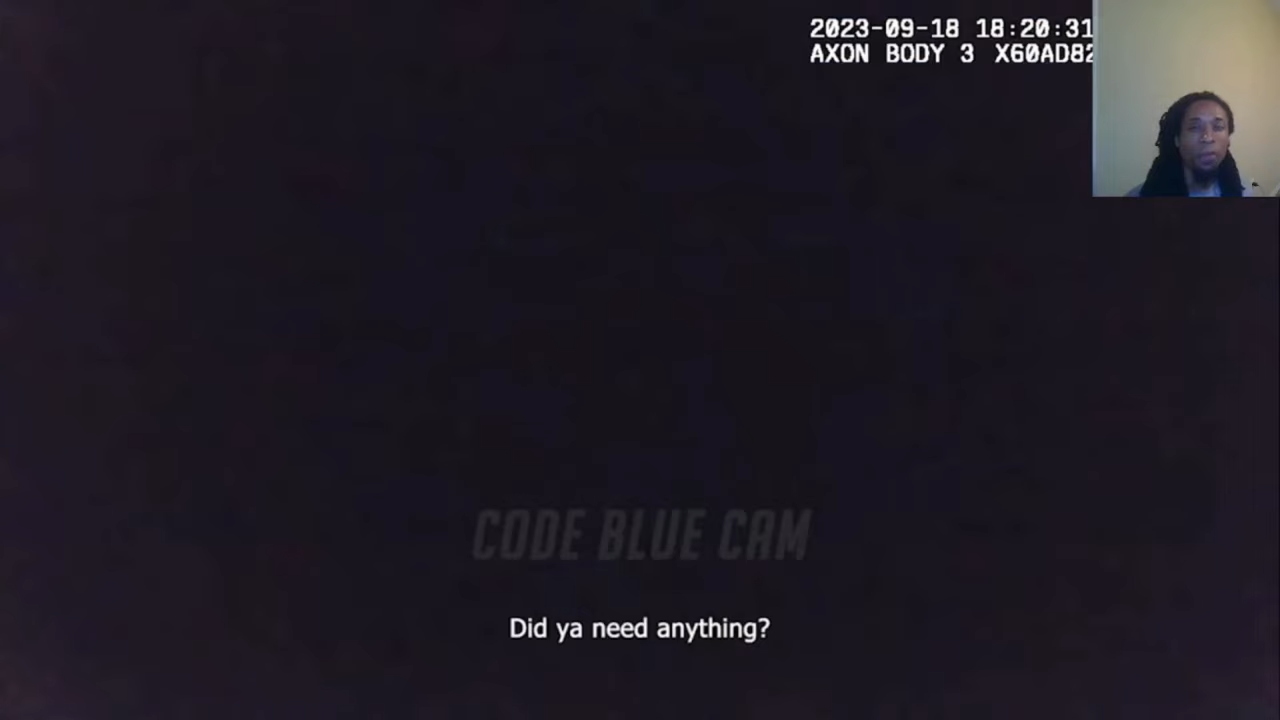 2023-09-18 18:20:31
AXON BODY 3 X60AD82
CODE BLUE CAM
Did ya need anything?